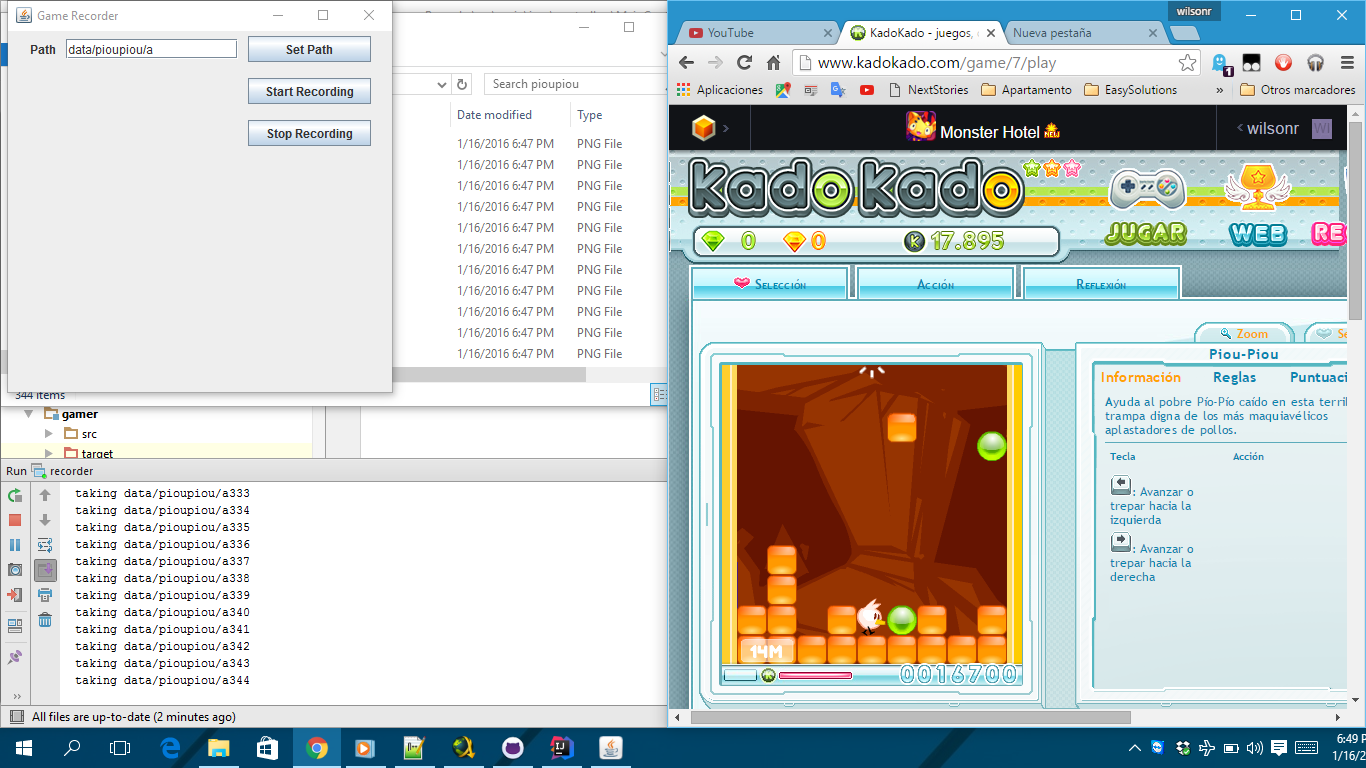 Game Recorder
Path data/pioupiou/a Set Path
Start Recording
Stop Recording
Search pioupiou
Date modified Type
1/16/2016 6:47 PM PNG File
1/16/2016 6:47 PM PNG File
1/16/2016 6:47 PM PNG File
1/16/2016 6:47 PM PNG File
1/16/2016 6:47 PM PNG File
1/16/2016 6:47 PM PNG File
1/16/2016 6:47 PM PNG File
1/16/2016 6:47 PM PNG File
1/16/2016 6:47 PM PNG File
1/16/2016 6:47 PM PNG File
1/16/2016 6:47 PM PNG File
344 items
gamer
src
target
Run recorder
taking data/pioupiou/a333
taking data/pioupiou/a334
taking data/pioupiou/a335
taking data/pioupiou/a336
taking data/pioupiou/a337
taking data/pioupiou/a338
taking data/pioupiou/a339
taking data/pioupiou/a340
taking data/pioupiou/a341
taking data/pioupiou/a342
taking data/pioupiou/a343
taking data/pioupiou/a344
All files are up-to-date (2 minutes ago)
wilsonr
YouTube
KadoKado - juegos,
Nueva pestaña
www.kadokado.com/game/7/play
1
Aplicaciones
NextStories
Apartamento
EasySolutions
»
Otros marcadores
Monster Hotel NEW
wilsonr WI
KadoKado
JUGAR WEB RE
0 0 K 17.895
Selección Acción Reflexión
Zoom Se
Piou-Piou
Información Reglas Puntuaci
Ayuda al pobre Pío-Pío caído en esta terrib
trampa digna de los más maquiavélicos
aplastadores de pollos.
Tecla Acción
: Avanzar o
trepar hacia la
izquierda
: Avanzar o
trepar hacia la
derecha
14M
0016700
6:49 P
1/16/2